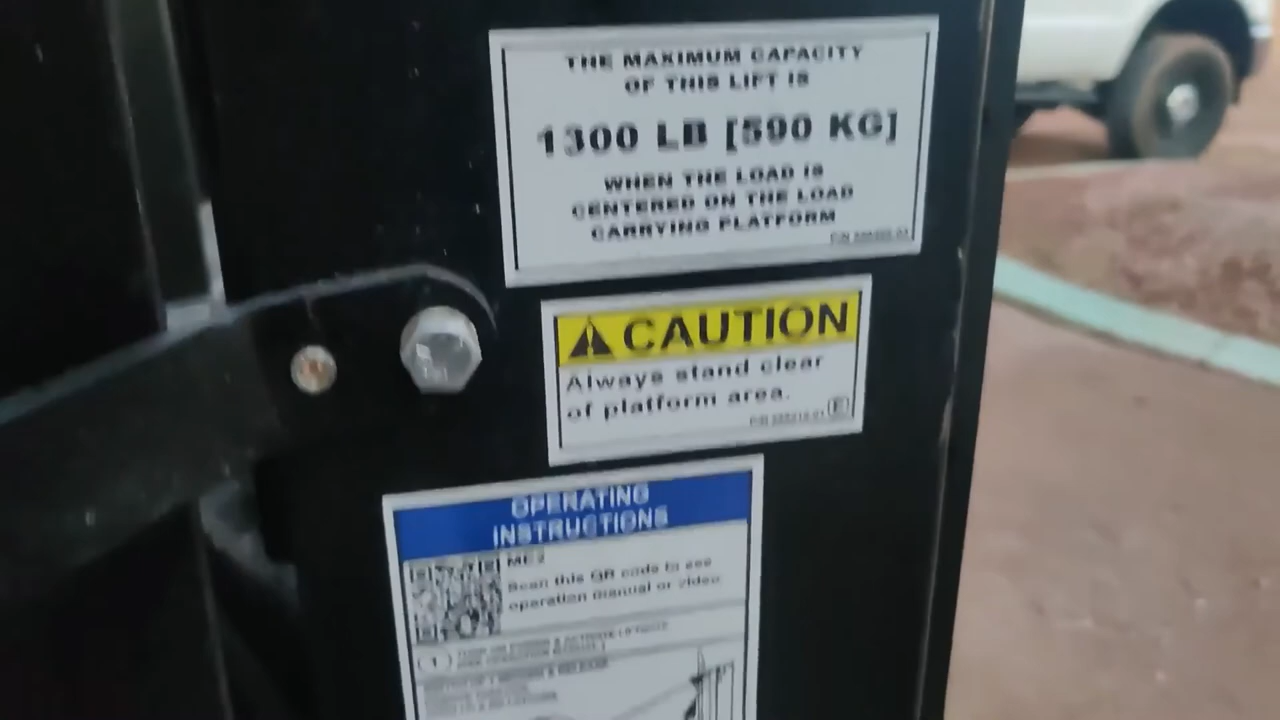 THE MAXIMUM CAPACITY
OF THIS LIFT IS
1300 LB [590 KG]
WHEN THE LOAD IS
CENTERED ON THE LOAD
CARRYING PLATFORM
CAUTION
Always stand clear
of platform area.
E
OPERATING
INSTRUCTIONS
ME2
Scan this QR code to see
operation manual or video
1